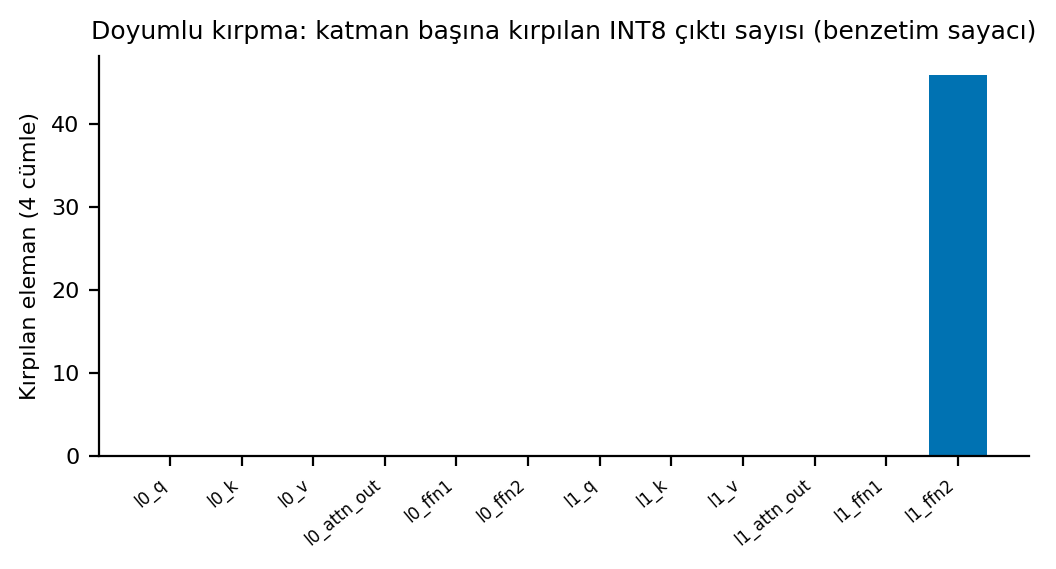 Doyumlu kırpma: katman başına kırpılan INT8 çıktı sayısı (benzetim sayacı)
Kırpılan eleman (4 cümle)
40
30
20
10
0
l0_q
l0_k
l0_v
l0_attn_out
l0_ffn1
l0_ffn2
l1_q
l1_k
l1_v
l1_attn_out
l1_ffn1
l1_ffn2